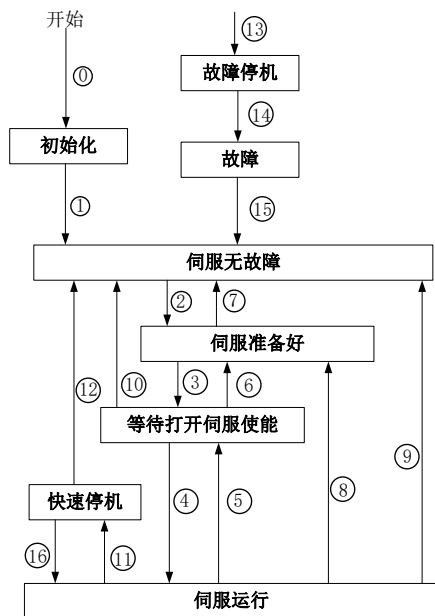 开始
⓪
⑬
故障停机
初始化
⑭
故障
①
⑮
伺服无故障
②
⑦
伺服准备好
⑫
⑩
③
⑥
等待打开伺服使能
⑨
快速停机
④
⑤
⑧
⑯
⑪
伺服运行